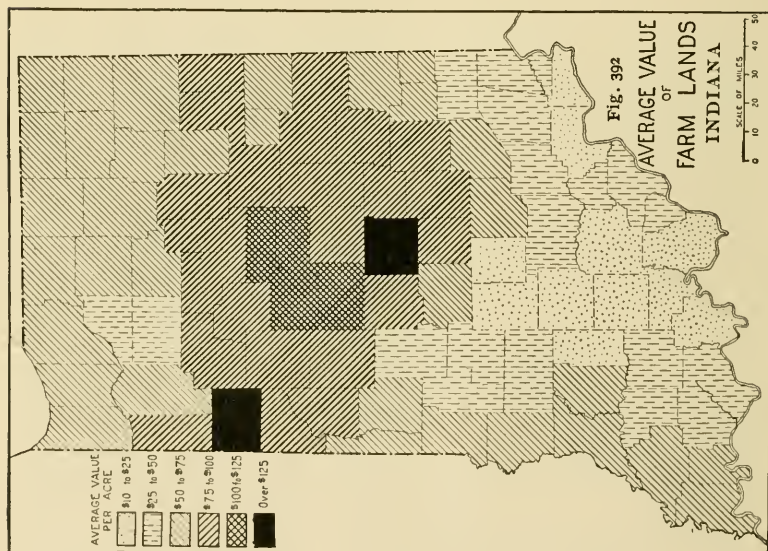 AVERAGE VALUE
PER ACRE
$10 to $25
$25 to $50
$50 to $75
$75 to $100
$100 to $125
Over $125
Fig. 392
AVERAGE VALUE
OF
FARM LANDS
INDIANA
SCALE OF MILES
0 10 20 30 40 50